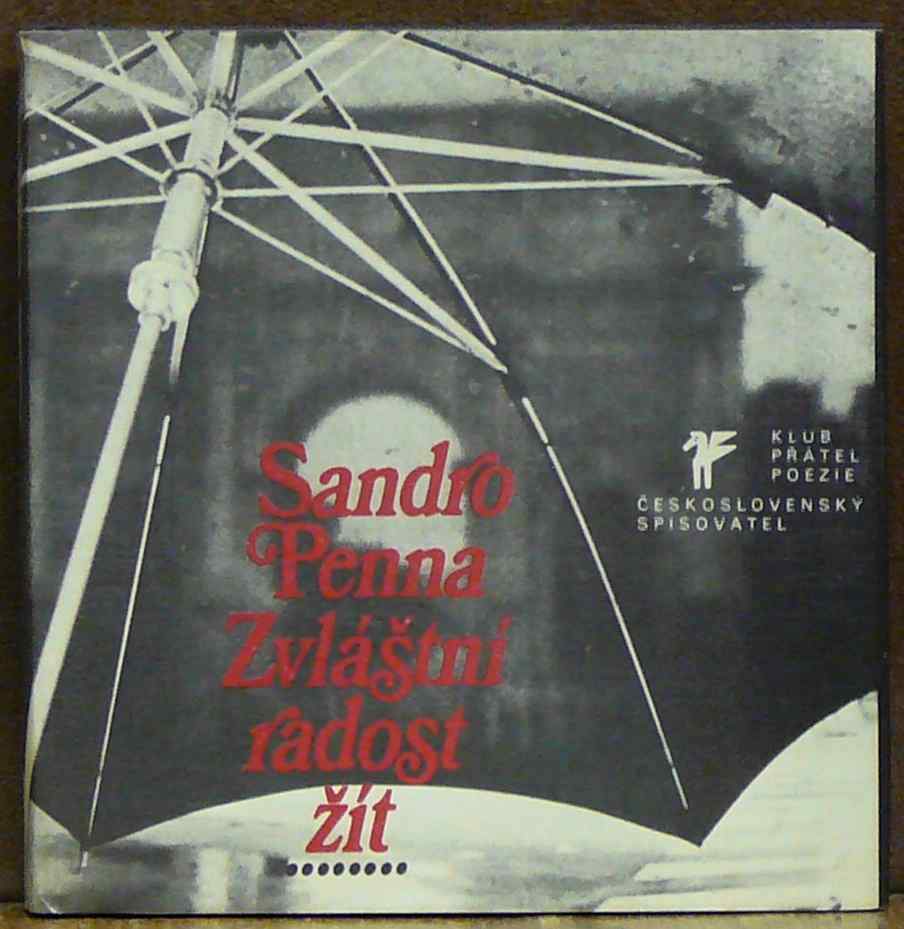 Sandro
Penna
Zvláštní
radost
žít
KLUB
PŘÁTEL
POEZIE
ČESKOSLOVENSKÝ
SPISOVATEL